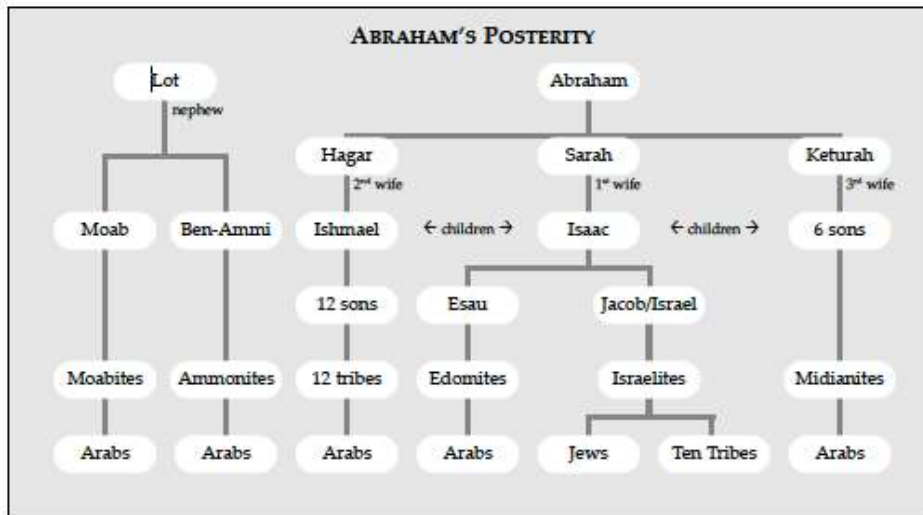 ABRAHAM'S POSTERITY
Lot Abraham
nephew
Hagar Sarah Keturah
2nd wife 1st wife 3rd wife
Moab Ben-Ammi Ishmael ← children → Isaac ← children → 6 sons
12 sons Esau Jacob/Israel
Moabites Ammonites 12 tribes Edomites Israelites Midianites
Arabs Arabs Arabs Arabs Jews Ten Tribes Arabs